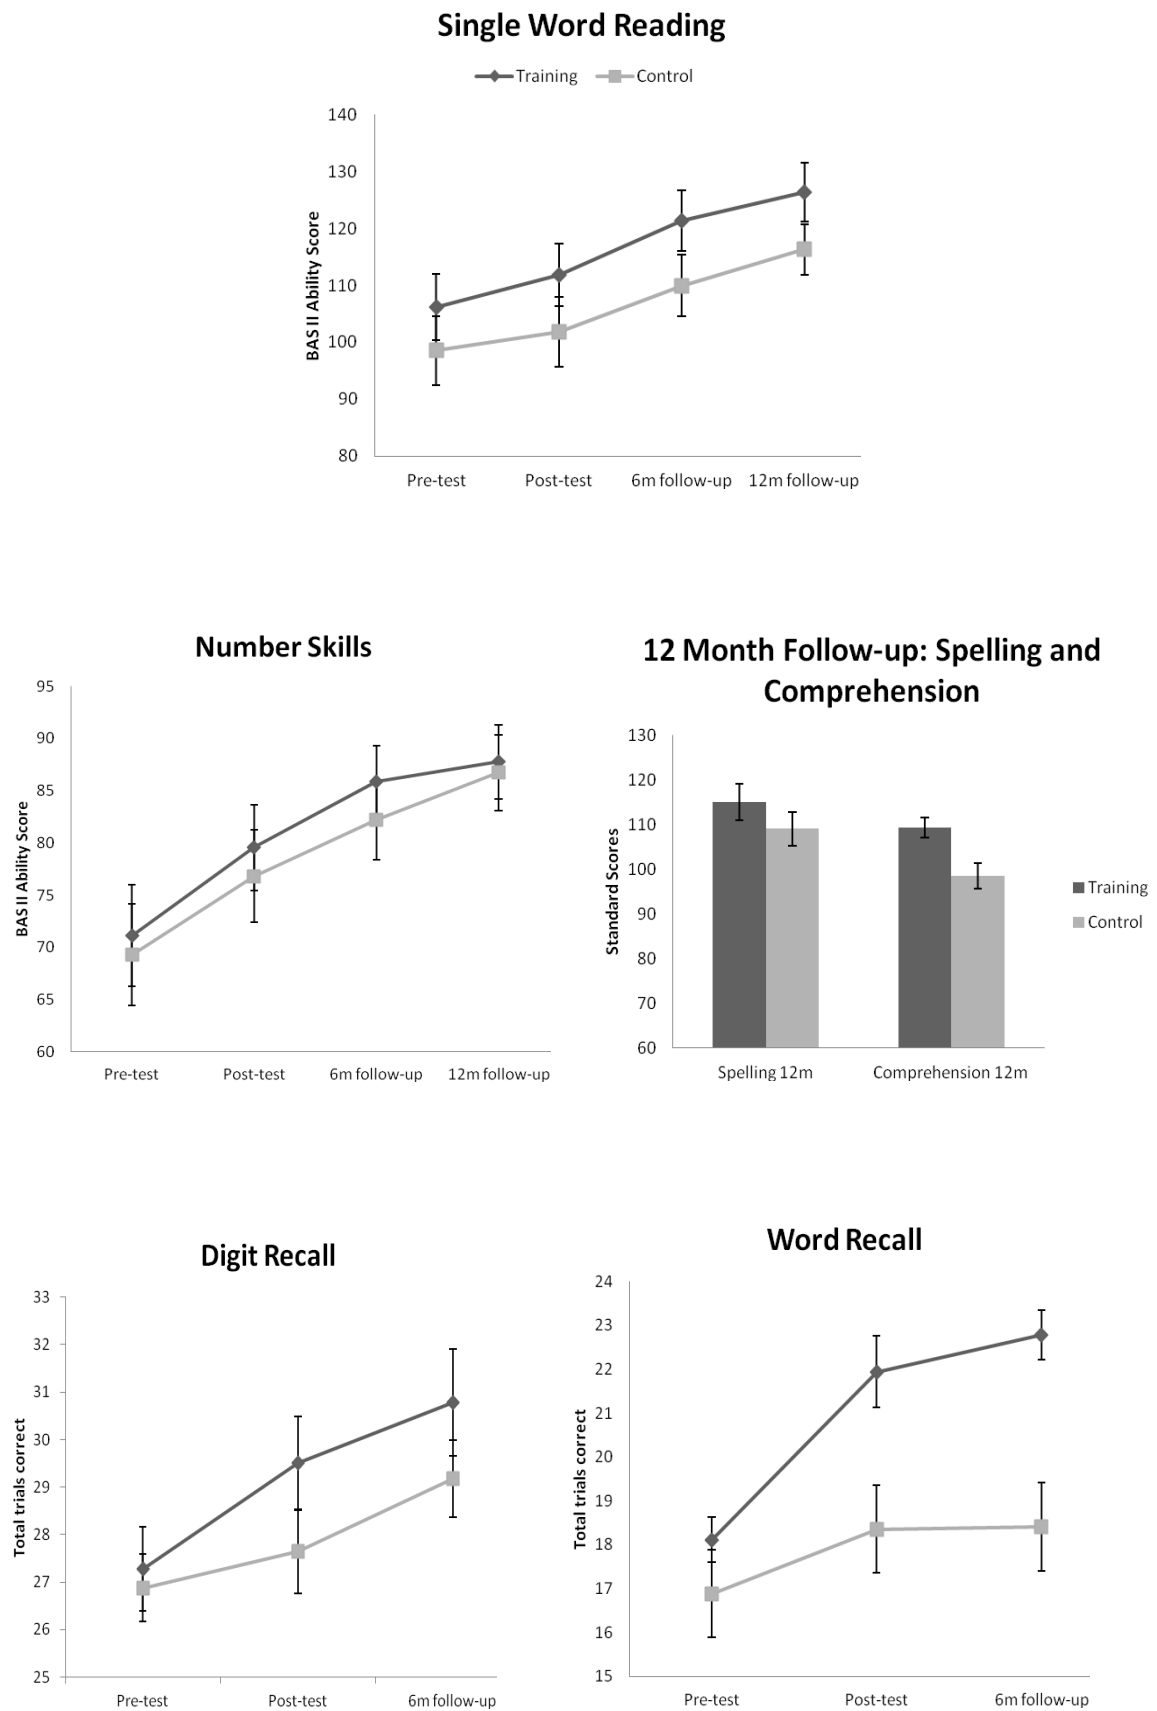 Single Word Reading
Training Control
140
130
120
110
100
90
80
BAS II Ability Score
Pre-test Post-test 6m follow-up 12m follow-up
Number Skills
95
90
85
80
75
70
65
60
BAS II Ability Score
Pre-test Post-test 6m follow-up 12m follow-up
12 Month Follow-up: Spelling and
Comprehension
130
120
110
100
90
80
70
60
Standard Scores
Spelling 12m Comprehension 12m
Training
Control
Digit Recall
33
32
31
30
29
28
27
26
25
Total trials correct
Pre-test Post-test 6m follow-up
Word Recall
24
23
22
21
20
19
18
17
16
15
Total trials correct
Pre-test Post-test 6m follow-up